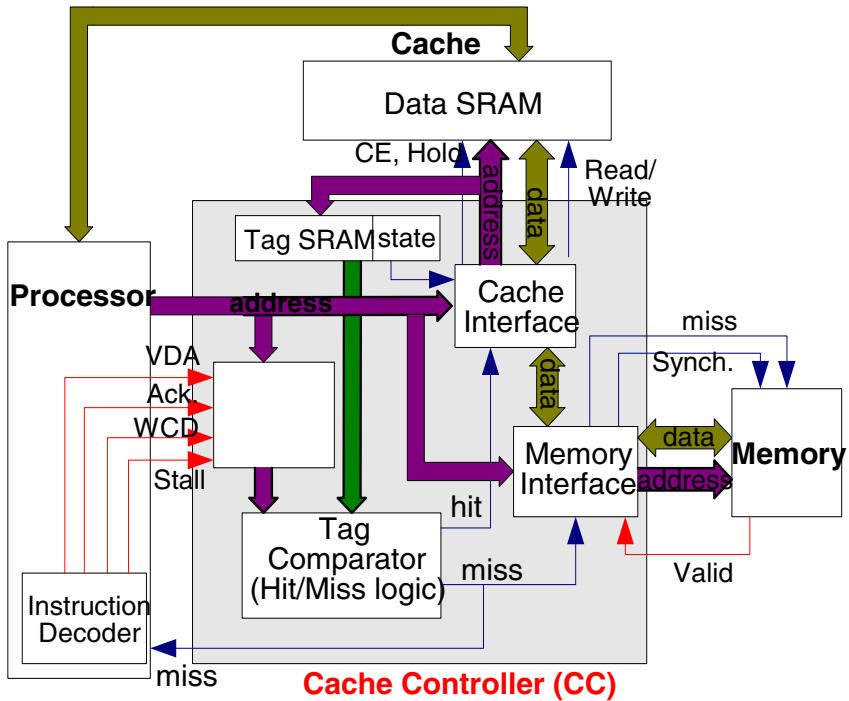 Cache
Data SRAM
CE, Hold
address
data
Read/
Write
Tag SRAM
state
Processor
address
Cache
Interface
miss
VDA
Synch.
data
Ack.
WCD
data
Memory
Memory
Interface
address
Stall
hit
Tag
Comparator
(Hit/Miss logic)
miss
Valid
Instruction
Decoder
miss
Cache Controller (CC)